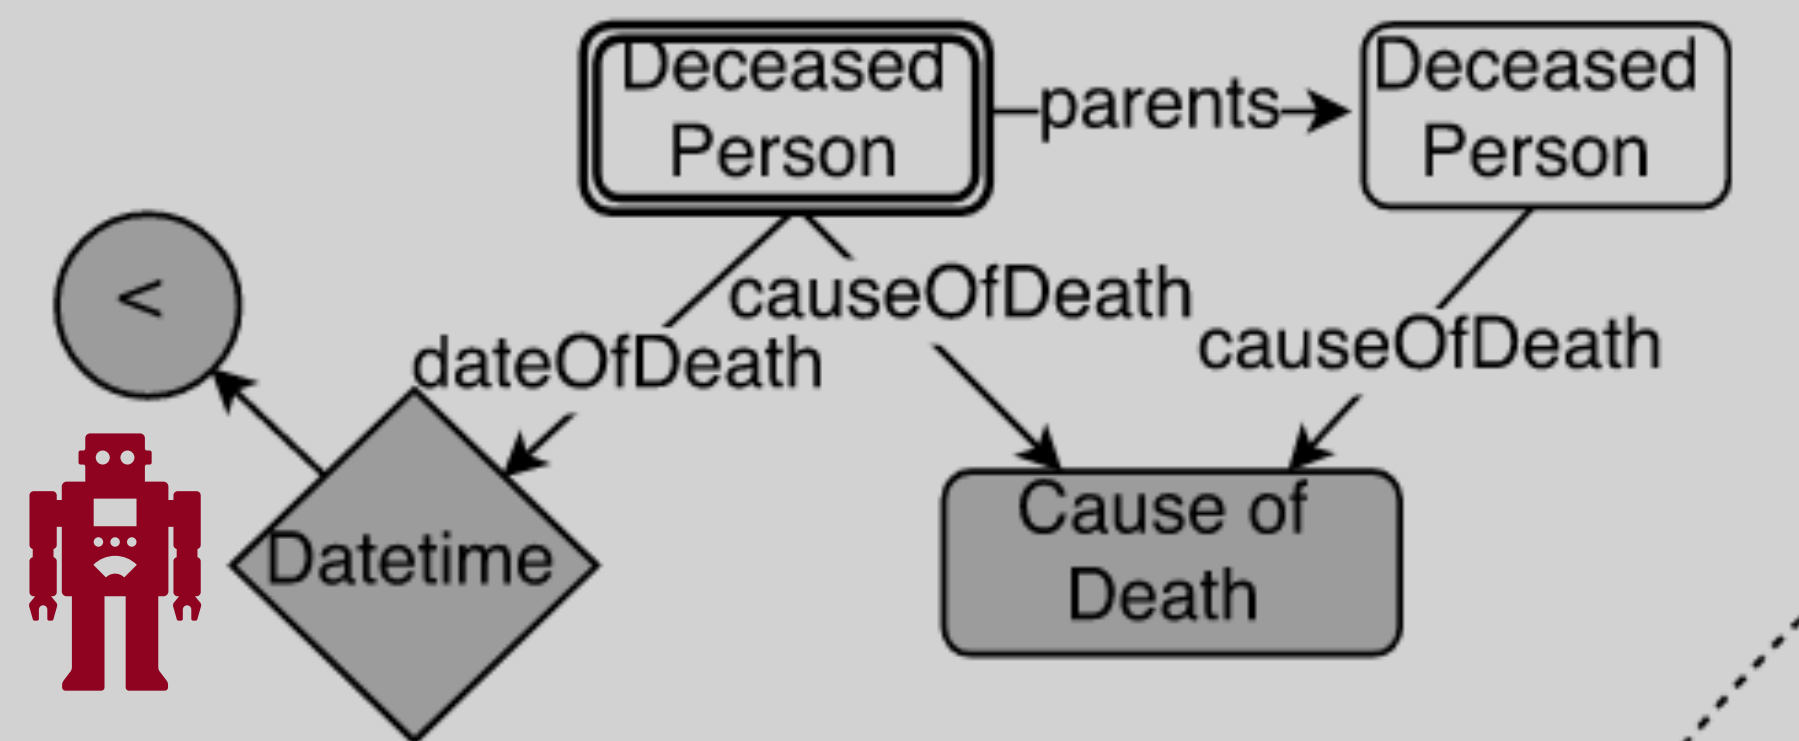 Deceased
Person
parents
Deceased
Person
<
causeOfDeath
dateOfDeath
causeOfDeath
Datetime
Cause of
Death